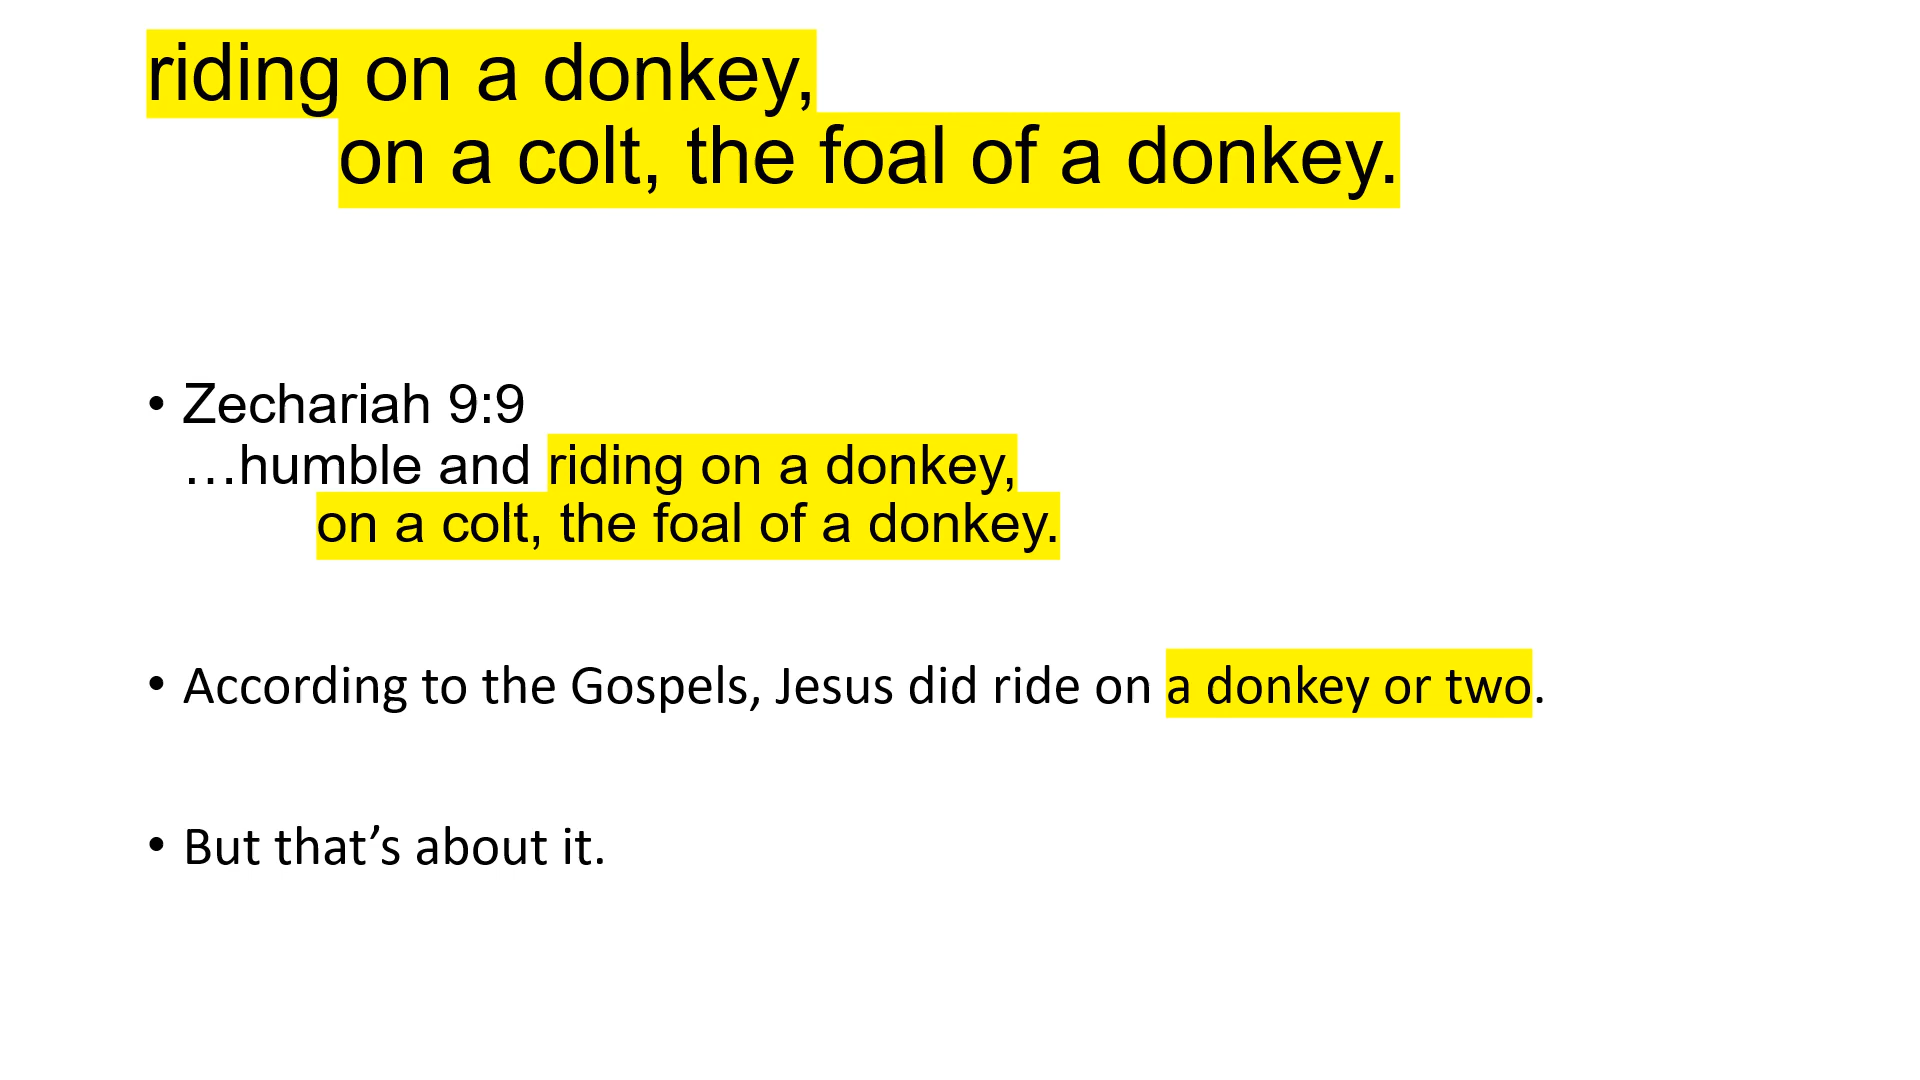 riding on a donkey,
on a colt, the foal of a donkey.
• Zechariah 9:9
…humble and riding on a donkey,
on a colt, the foal of a donkey.
• According to the Gospels, Jesus did ride on a donkey or two.
• But that’s about it.